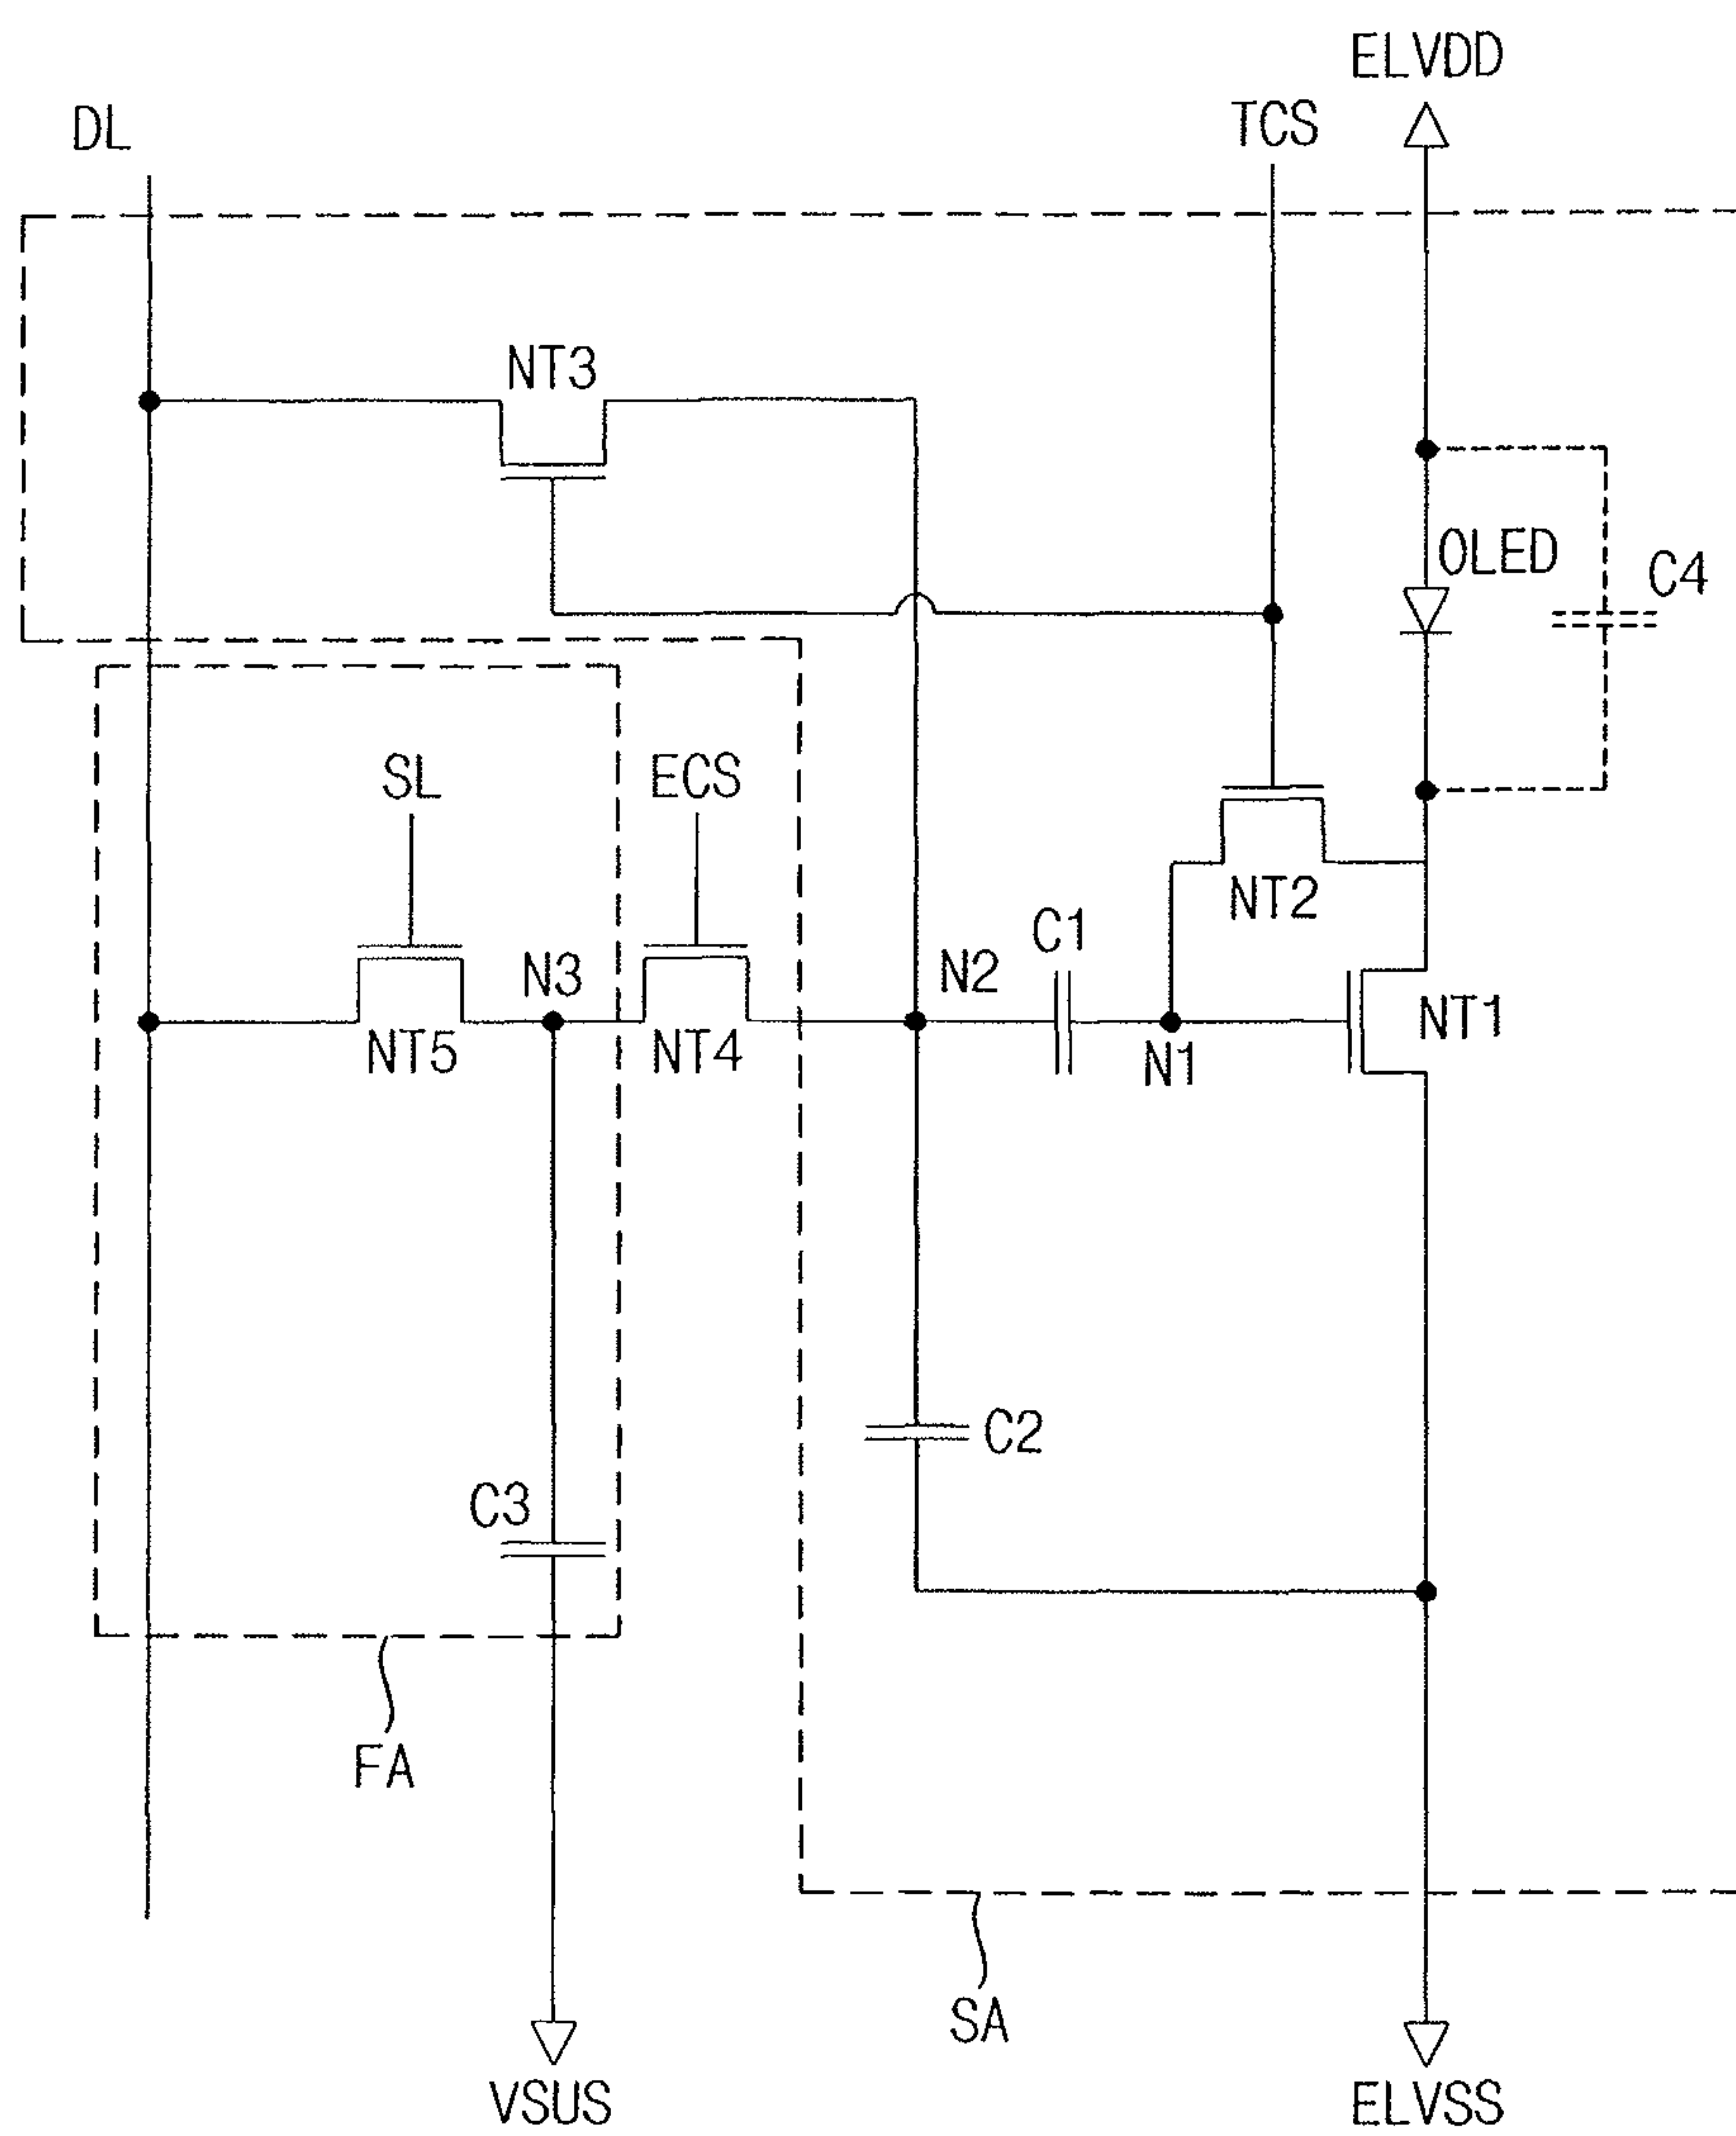 ELVDD
DL
TCS
NT3
OLED
C4
SL
ECS
NT2
C1
N3
N2
NT1
NT5
NT4
N1
C2
C3
FA
SA
VSUS
ELVSS